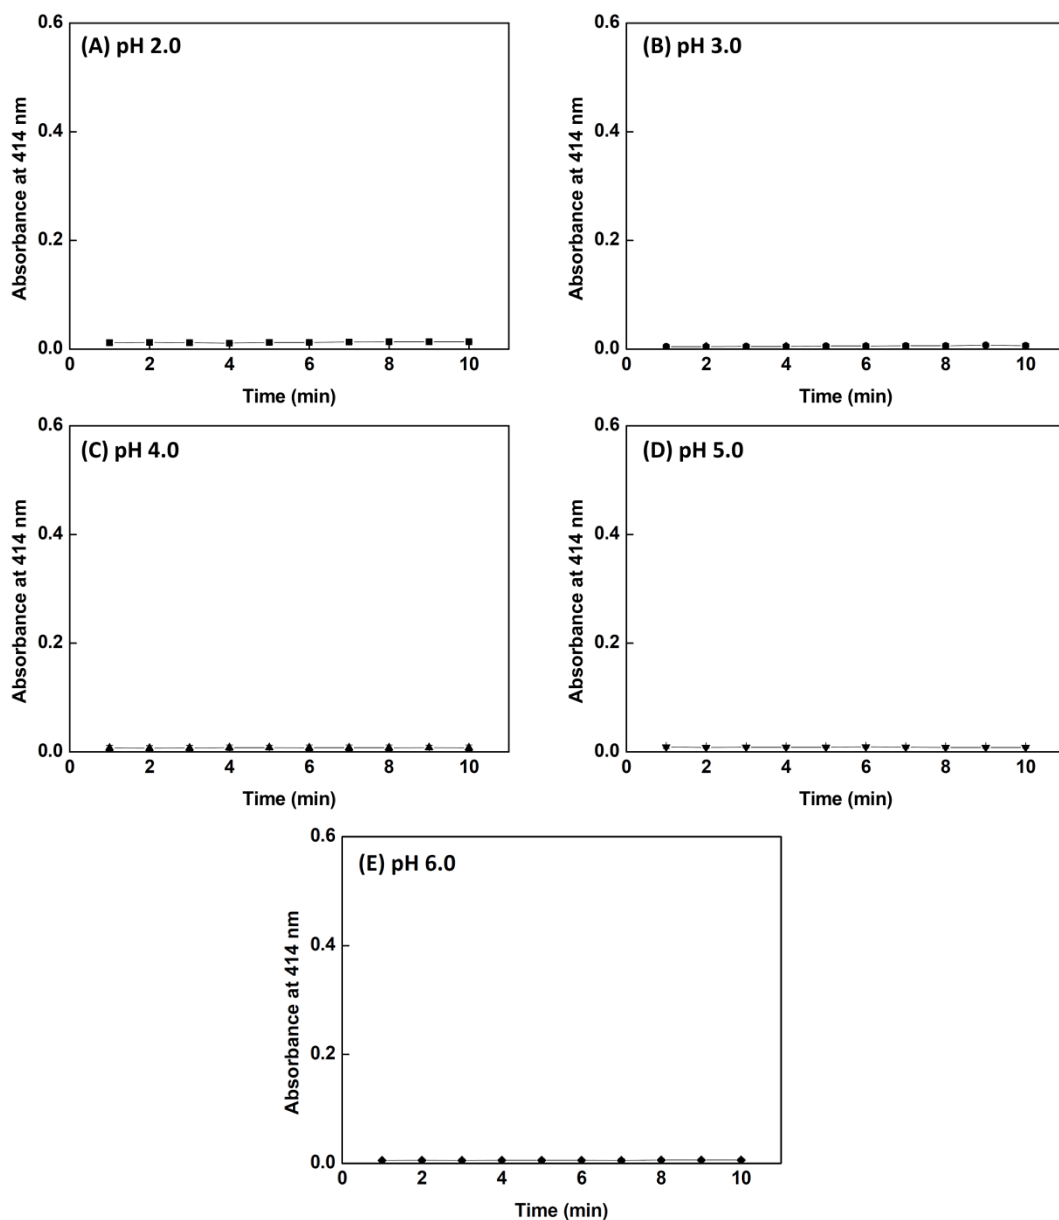 (A) pH 2.0
Absorbance at 414 nm
0.6
0.4
0.2
0.0
0 2 4 6 8 10
Time (min)
(B) pH 3.0
Absorbance at 414 nm
0.6
0.4
0.2
0.0
0 2 4 6 8 10
Time (min)
(C) pH 4.0
Absorbance at 414 nm
0.6
0.4
0.2
0.0
0 2 4 6 8 10
Time (min)
(D) pH 5.0
Absorbance at 414 nm
0.6
0.4
0.2
0.0
0 2 4 6 8 10
Time (min)
(E) pH 6.0
Absorbance at 414 nm
0.6
0.4
0.2
0.0
0 2 4 6 8 10
Time (min)